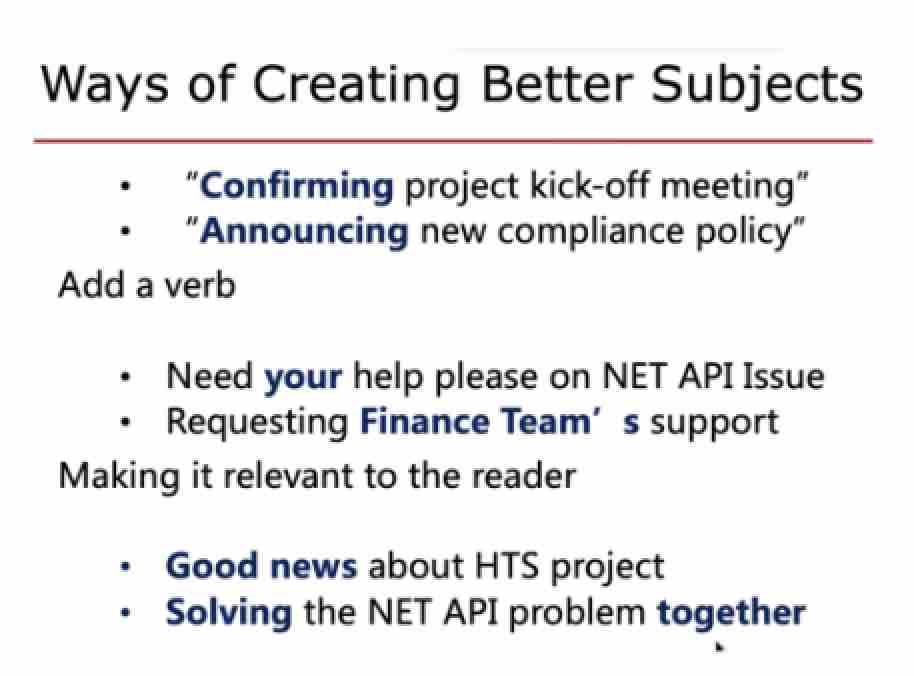 Ways of Creating Better Subjects
• "Confirming project kick-off meeting"
• "Announcing new compliance policy"
Add a verb
• Need your help please on NET API Issue
• Requesting Finance Team's support
Making it relevant to the reader
• Good news about HTS project
• Solving the NET API problem together